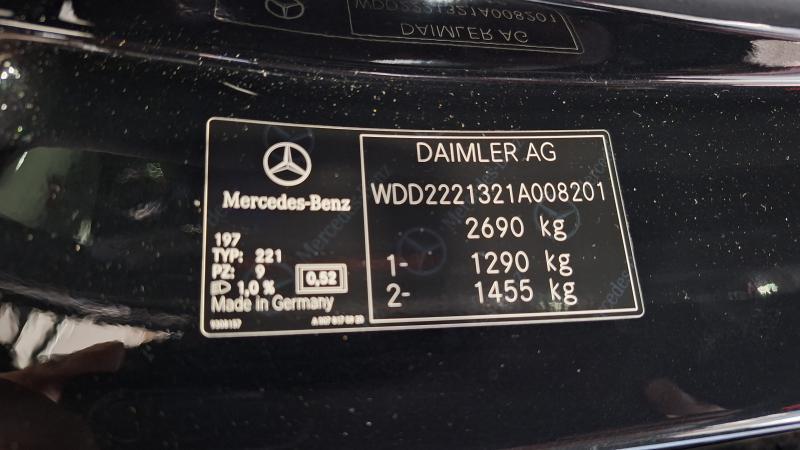 DAIMLER AG
WDD2221321A008201
2690 kg
1- 1290 kg
2- 1455 kg
Mercedes-Benz
197
TYP: 221
PZ: 9
1,0 %
0,52
Made in Germany